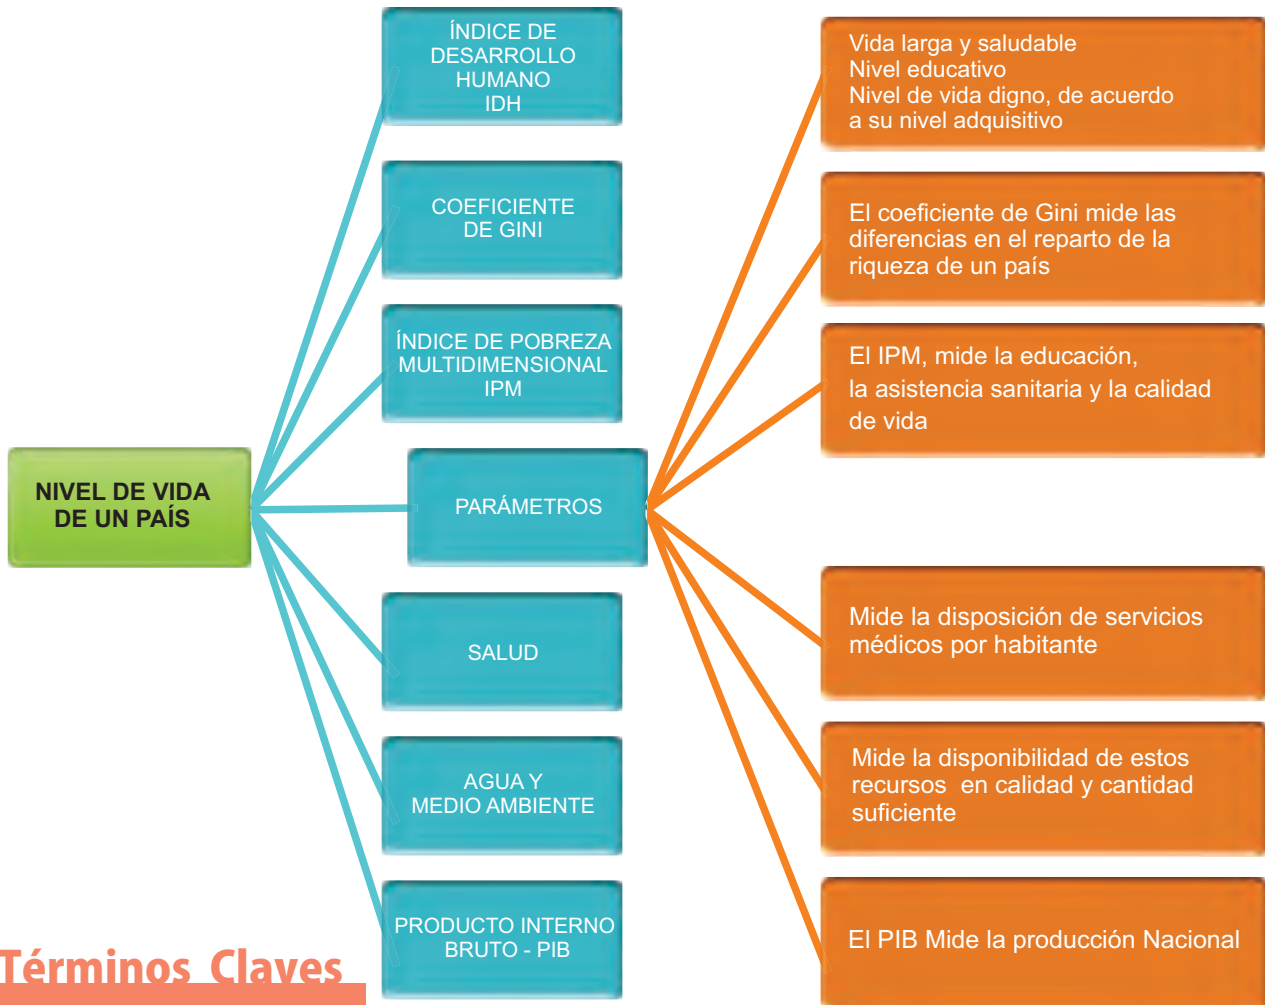 ÍNDICE DE
DESARROLLO
HUMANO
IDH
COEFICIENTE
DE GINI
ÍNDICE DE POBREZA
MULTIDIMENSIONAL
IPM
NIVEL DE VIDA
DE UN PAÍS
PARÁMETROS
SALUD
AGUA Y
MEDIO AMBIENTE
PRODUCTO INTERNO
BRUTO - PIB
Vida larga y saludable
Nivel educativo
Nivel de vida digno, de acuerdo
a su nivel adquisitivo
El coeficiente de Gini mide las
diferencias en el reparto de la
riqueza de un país
El IPM, mide la educación,
la asistencia sanitaria y la calidad
de vida
Mide la disposición de servicios
médicos por habitante
Mide la disponibilidad de estos
recursos  en calidad y cantidad
suficiente
El PIB Mide la producción Nacional
Términos Claves